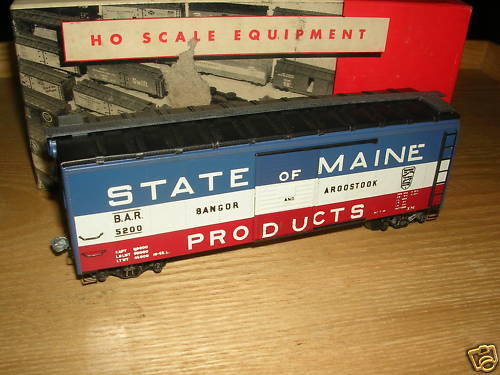 HO SCALE EQUIPMENT
STATE OF MAINE
B.A.R.
5200
BANGOR AND AROOSTOOK
PRODUCTS